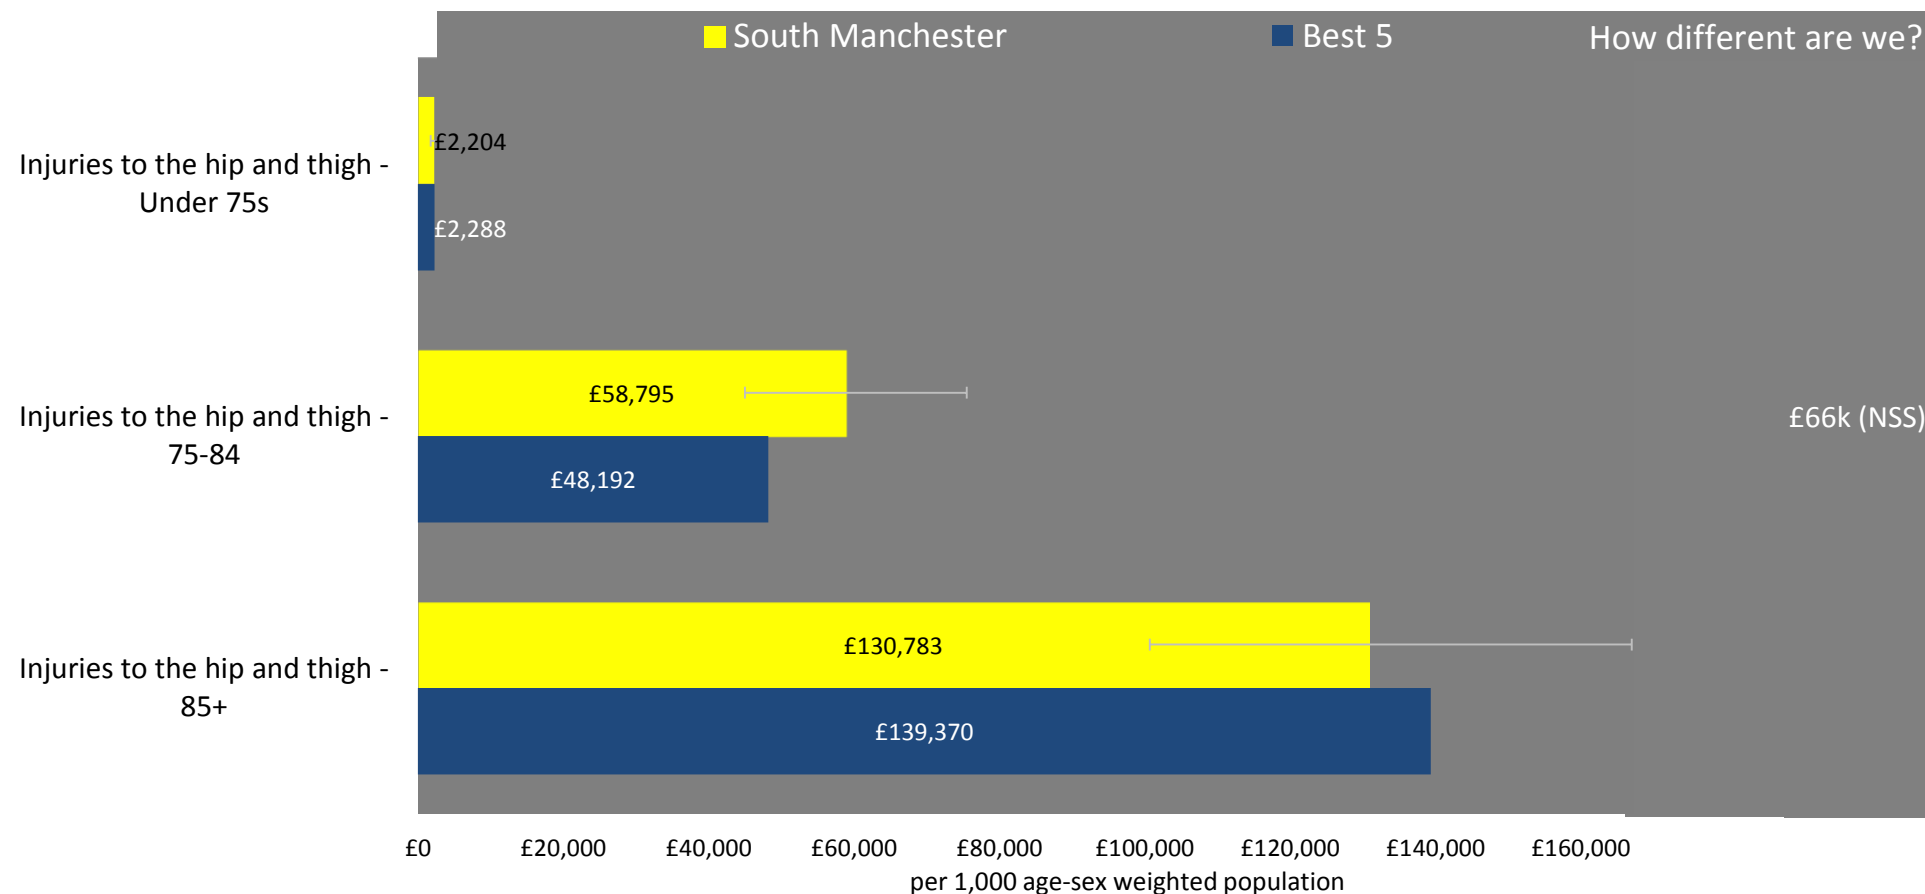 South Manchester
Best 5
How different are we?
Injuries to the hip and thigh -
Under 75s
£2,204
£2,288
Injuries to the hip and thigh -
75-84
£58,795
£48,192
£66k (NSS)
Injuries to the hip and thigh -
85+
£130,783
£139,370
£0 £20,000 £40,000 £60,000 £80,000 £100,000 £120,000 £140,000 £160,000
per 1,000 age-sex weighted population